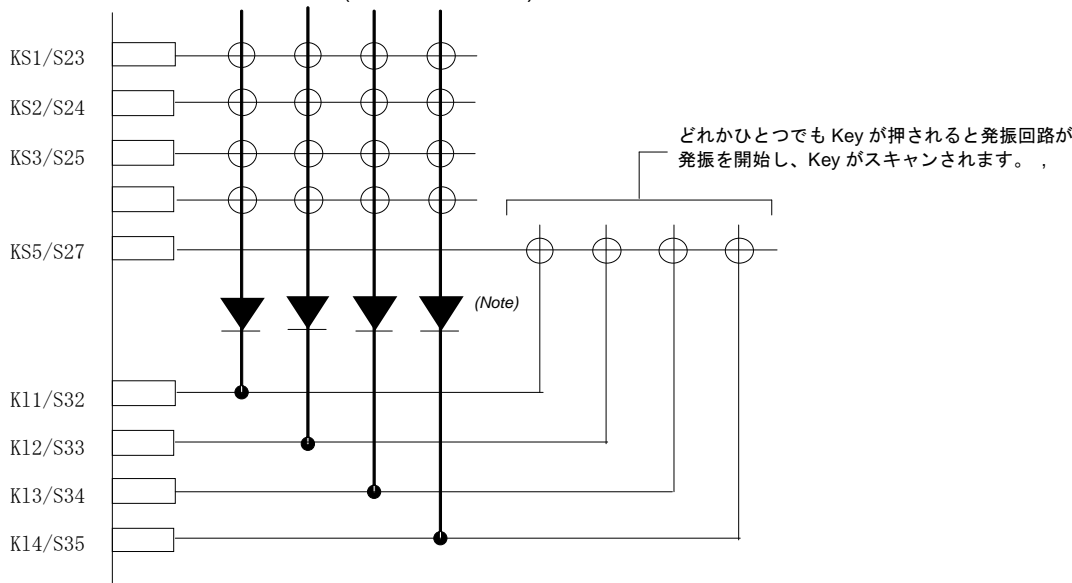 KS1/S23
KS2/S24
KS3/S25
KS5/S27
どれかひとつでも Key が押されると発振回路が
発振を開始し、Key がスキャンされます。 ,
(Note)
K11/S32
K12/S33
K13/S34
K14/S35